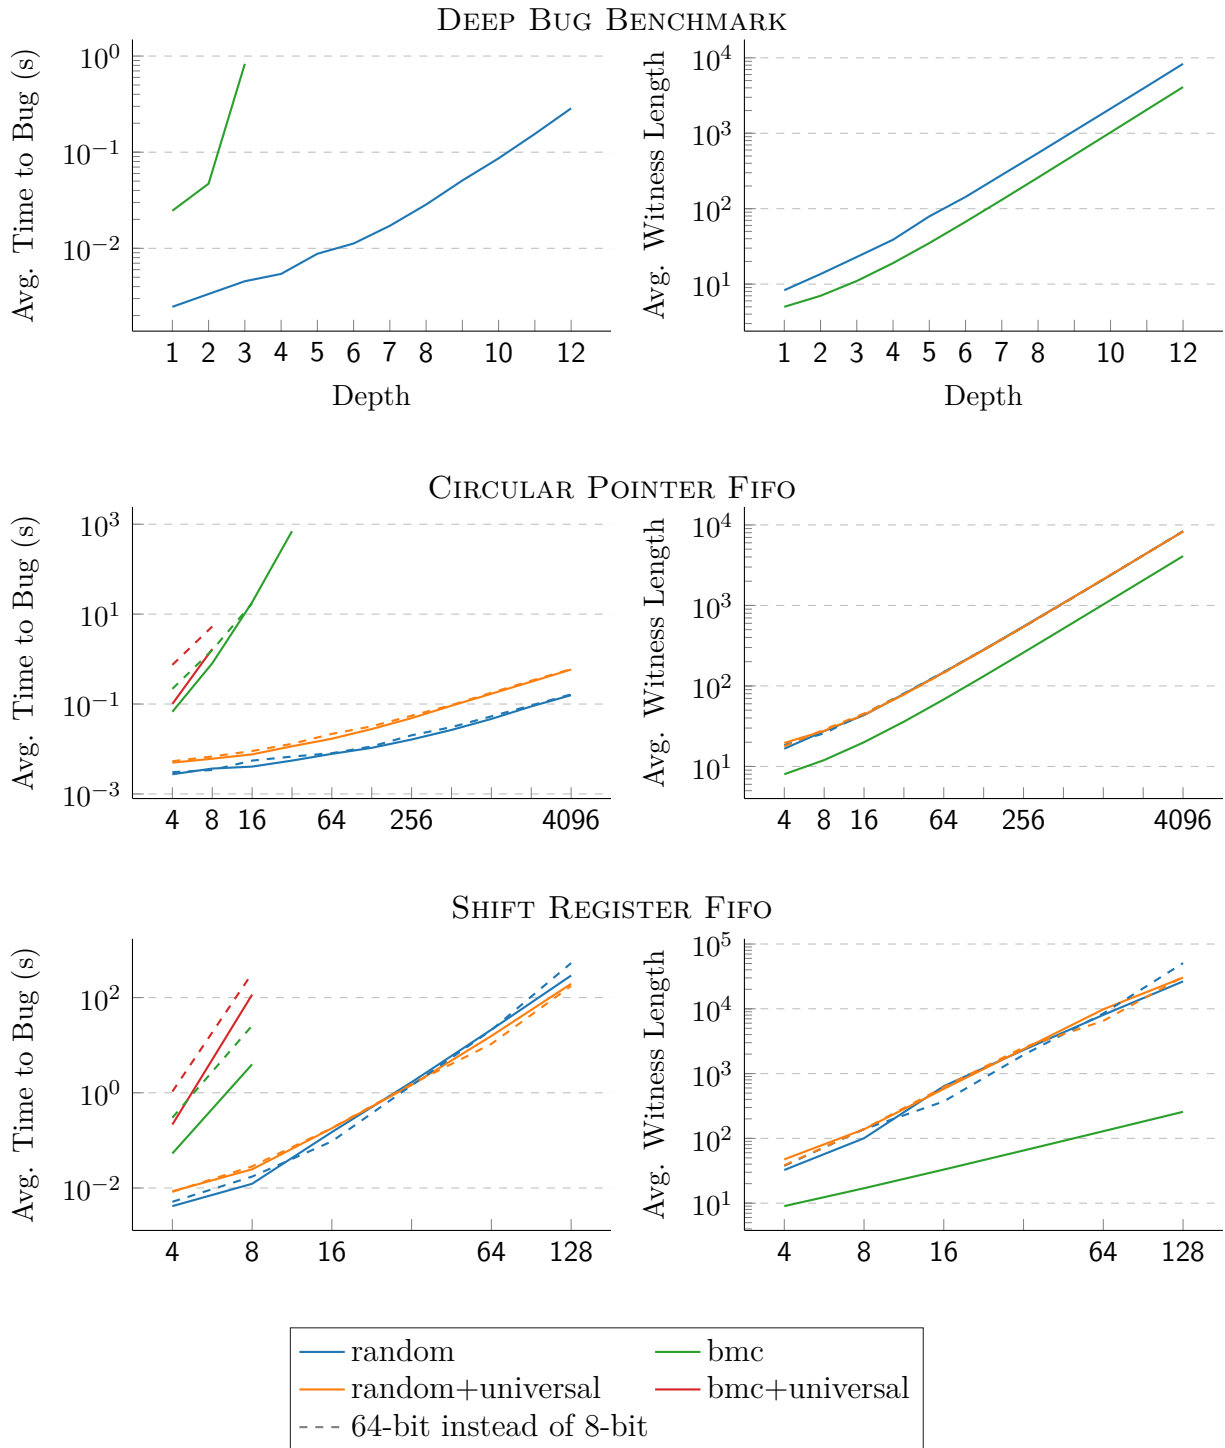 DEEP BUG BENCHMARK
Avg. Time to Bug (s)
10^0
10^−1
10^−2
1 2 3 4 5 6 7 8 10 12
Depth
Avg. Witness Length
10^4
10^3
10^2
10^1
1 2 3 4 5 6 7 8 10 12
Depth
CIRCULAR POINTER FIFO
Avg. Time to Bug (s)
10^3
10^1
10^−1
10^−3
4 8 16 64 256 4096
Avg. Witness Length
10^4
10^3
10^2
10^1
4 8 16 64 256 4096
SHIFT REGISTER FIFO
Avg. Time to Bug (s)
10^2
10^0
10^−2
4 8 16 64 128
Avg. Witness Length
10^5
10^4
10^3
10^2
10^1
4 8 16 64 128
random bmc
random+universal bmc+universal
64-bit instead of 8-bit